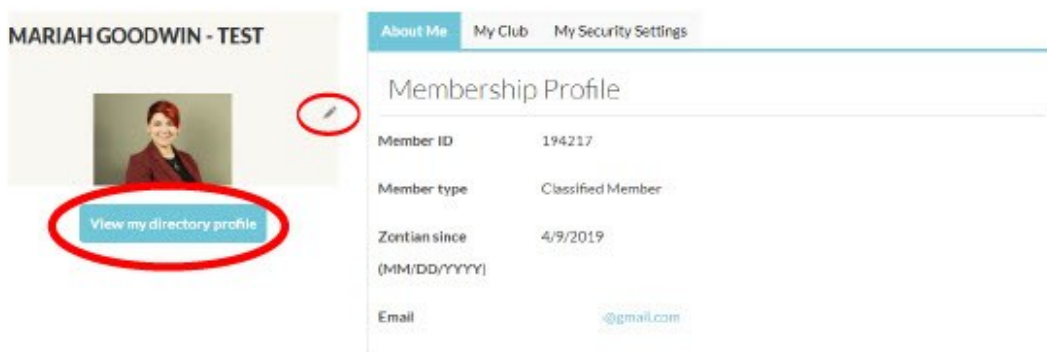 MARIAH GOODWIN - TEST
View my directory profile
About Me My Club My Security Settings
Membership Profile
Member ID 194217
Member type Classified Member
Zontian since 4/9/2019
(MM/DD/YYYY)
Email @gmail.com